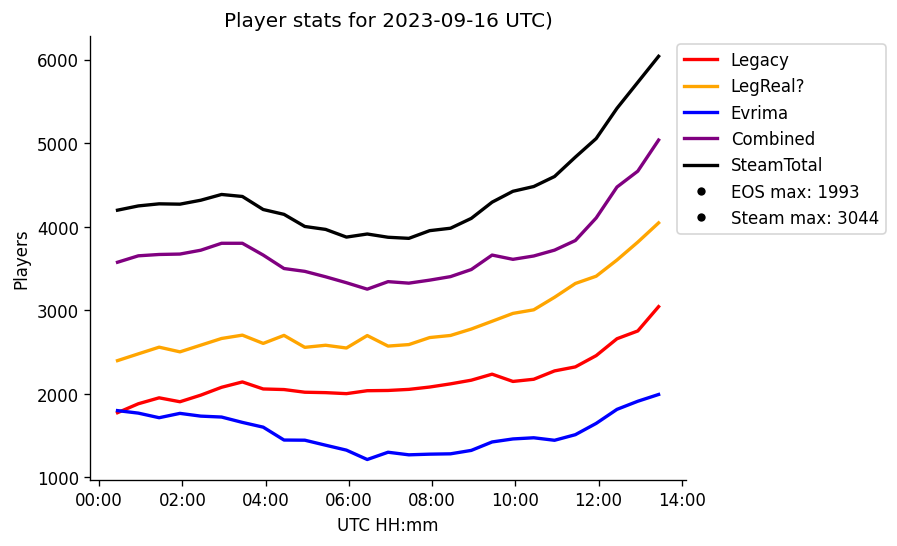 Player stats for 2023-09-16 UTC)
6000
5000
4000
3000
2000
1000
Players
00:00 02:00 04:00 06:00 08:00 10:00 12:00 14:00
UTC HH:mm
Legacy
LegReal?
Evrima
Combined
SteamTotal
EOS max: 1993
Steam max: 3044